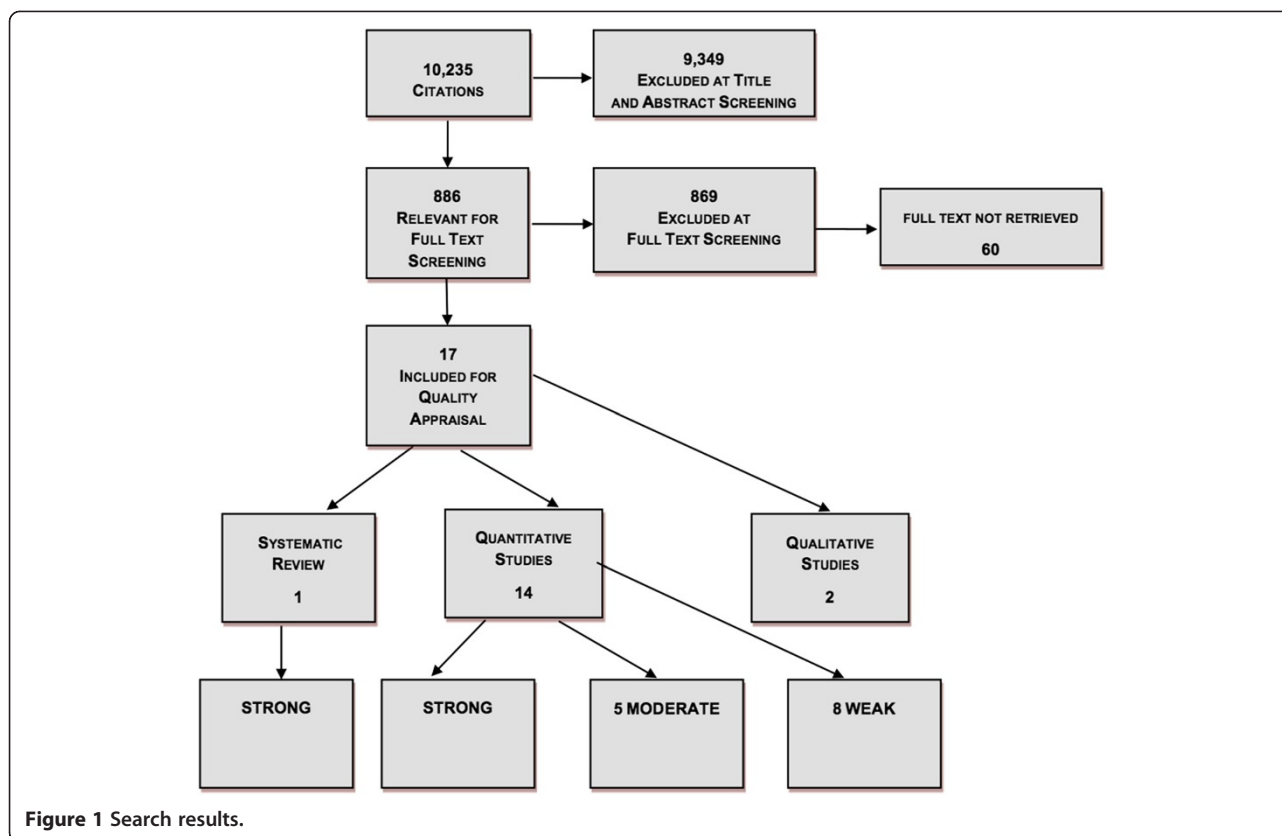 10,235
CITATIONS
9,349
EXCLUDED AT TITLE
AND ABSTRACT SCREENING
886
RELEVANT FOR
FULL TEXT
SCREENING
869
EXCLUDED AT
FULL TEXT SCREENING
FULL TEXT NOT RETRIEVED
60
17
INCLUDED FOR
QUALITY
APPRAISAL
SYSTEMATIC
REVIEW
1
QUANTITATIVE
STUDIES
14
QUALITATIVE
STUDIES
2
STRONG
STRONG
5 MODERATE
8 WEAK
Figure 1 Search results.